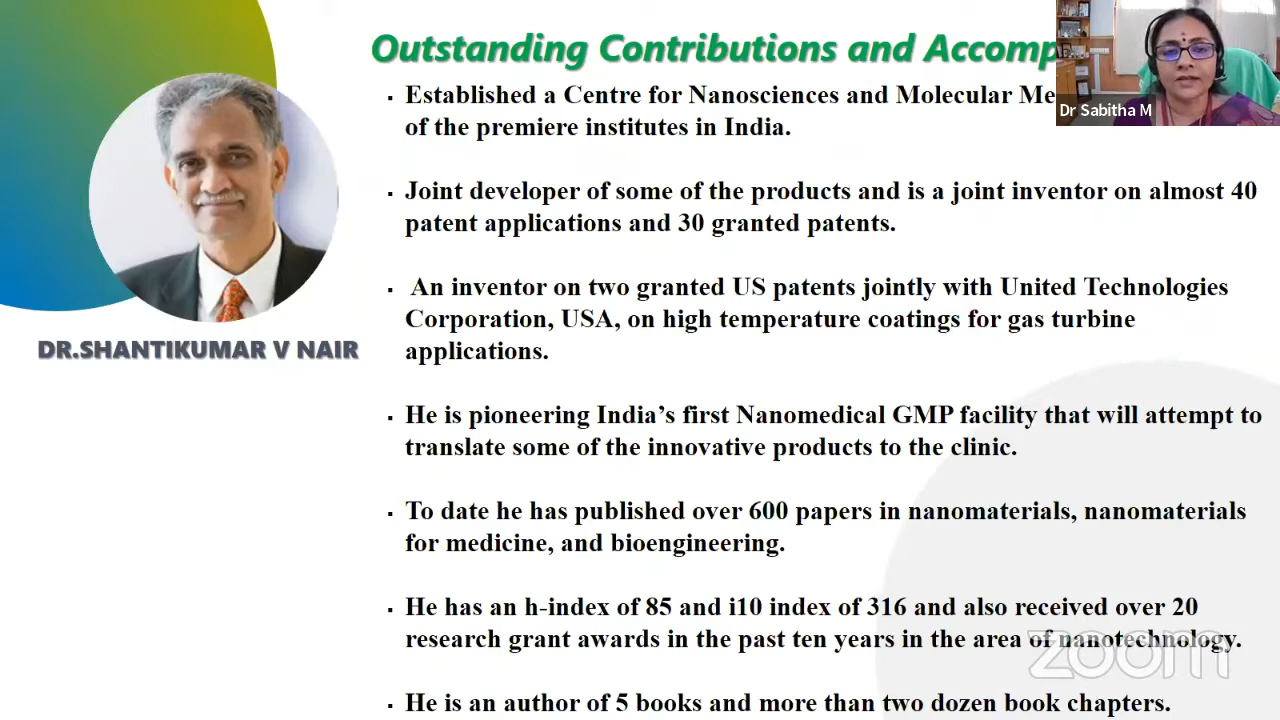 Outstanding Contributions and Accomp
Dr Sabitha M
▪ Established a Centre for Nanosciences and Molecular Me
of the premiere institutes in India.
▪ Joint developer of some of the products and is a joint inventor on almost 40
patent applications and 30 granted patents.
▪ An inventor on two granted US patents jointly with United Technologies
Corporation, USA, on high temperature coatings for gas turbine
applications.
DR.SHANTIKUMAR V NAIR
▪ He is pioneering India’s first Nanomedical GMP facility that will attempt to
translate some of the innovative products to the clinic.
▪ To date he has published over 600 papers in nanomaterials, nanomaterials
for medicine, and bioengineering.
▪ He has an h-index of 85 and i10 index of 316 and also received over 20
research grant awards in the past ten years in the area of nanotechnology.
zoom
▪ He is an author of 5 books and more than two dozen book chapters.